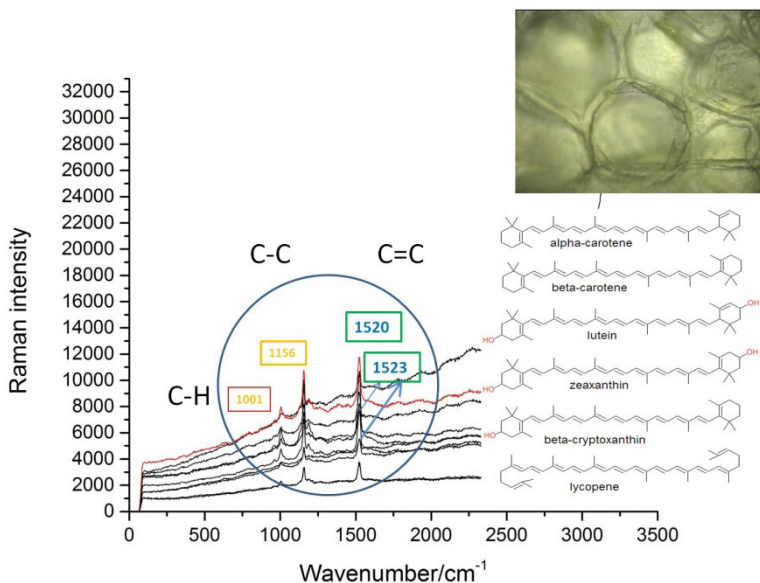 32000
30000
28000
26000
24000
22000
20000
18000
16000
14000
12000
10000
8000
6000
4000
2000
0
Raman intensity
C-C
C=C
C-H
1001
1156
1520
1523
0
500
1000
1500
2000
2500
3000
3500
Wavenumber/cm-1
alpha-carotene
beta-carotene
OH
HO
lutein
OH
HO
zeaxanthin
HO
beta-cryptoxanthin
lycopene